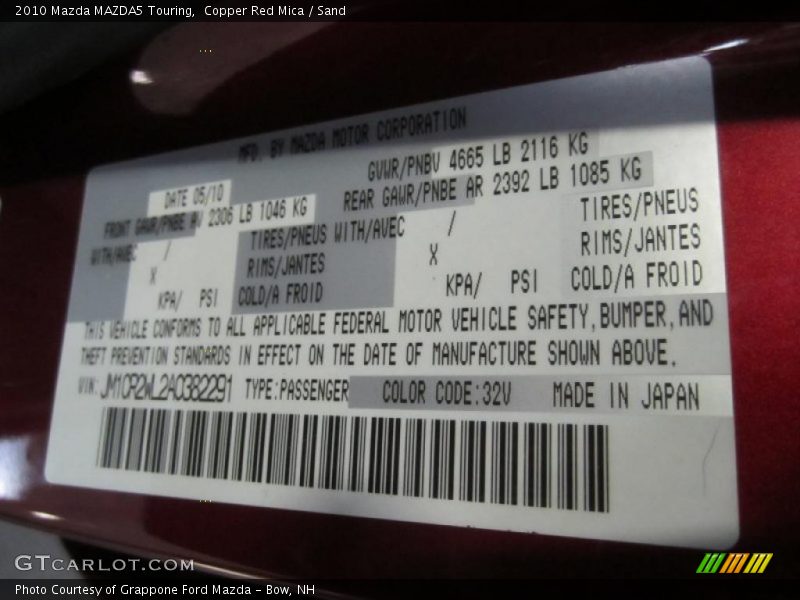 2010 Mazda MAZDA5 Touring,  Copper Red Mica / Sand
MFD. BY MAZDA MOTOR CORPORATION
DATE 05/10
GVWR/PNBV 4665 LB 2116 KG
FRONT GAWR/PNBE AV 2306 LB 1046 KG
REAR GAWR/PNBE AR 2392 LB 1085 KG
WITH/AVEC / TIRES/PNEUS WITH/AVEC / TIRES/PNEUS
X RIMS/JANTES X RIMS/JANTES
KPA/ PSI COLD/A FROID KPA/ PSI COLD/A FROID
THIS VEHICLE CONFORMS TO ALL APPLICABLE FEDERAL MOTOR VEHICLE SAFETY, BUMPER, AND
THEFT PREVENTION STANDARDS IN EFFECT ON THE DATE OF MANUFACTURE SHOWN ABOVE.
VIN: JM1CR2WL2A0382291 TYPE:PASSENGER COLOR CODE:32V MADE IN JAPAN
GTCARLOT.COM
Photo Courtesy of Grappone Ford Mazda - Bow, NH